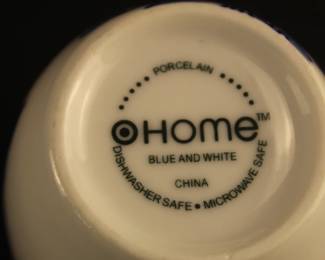 PORCELAIN
HOME™
BLUE AND WHITE
CHINA
DISHWASHER SAFE • MICROWAVE SAFE